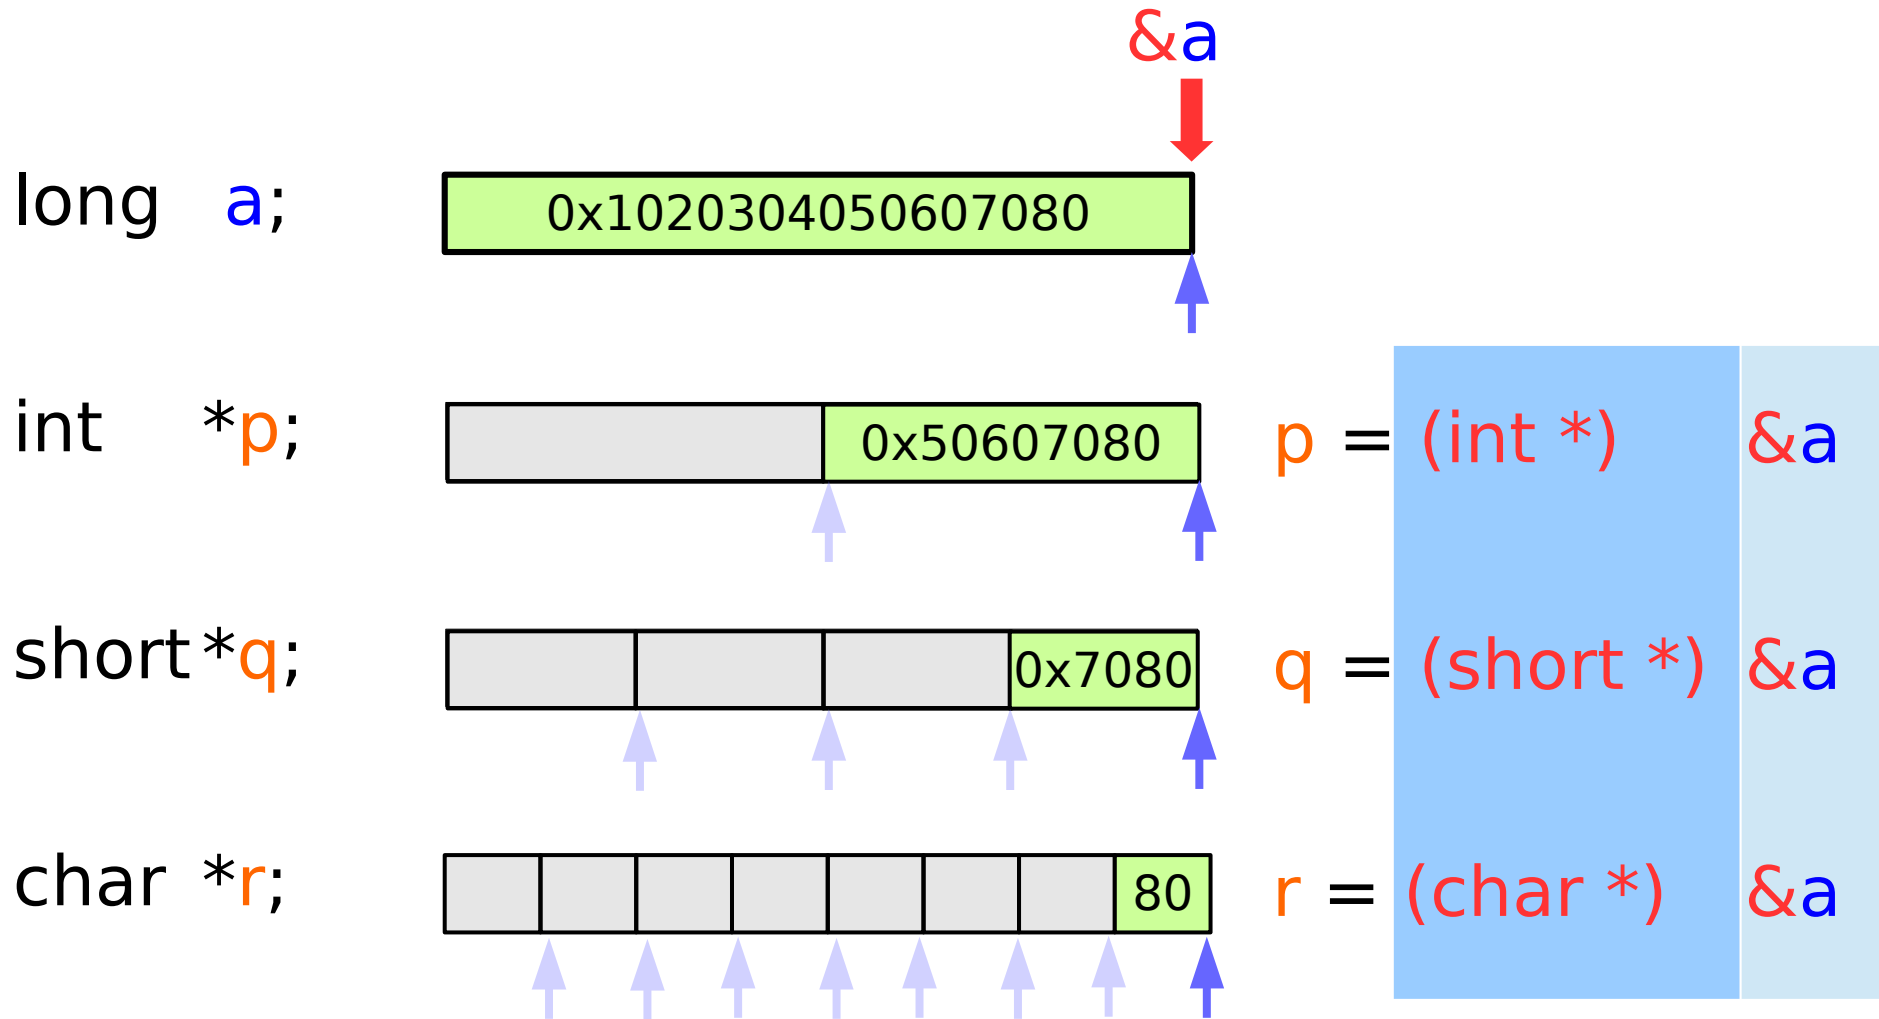 &a
long a; 0x1020304050607080
int *p; 0x50607080 p = (int *) &a
short *q; 0x7080 q = (short *) &a
char *r; 80 r = (char *) &a